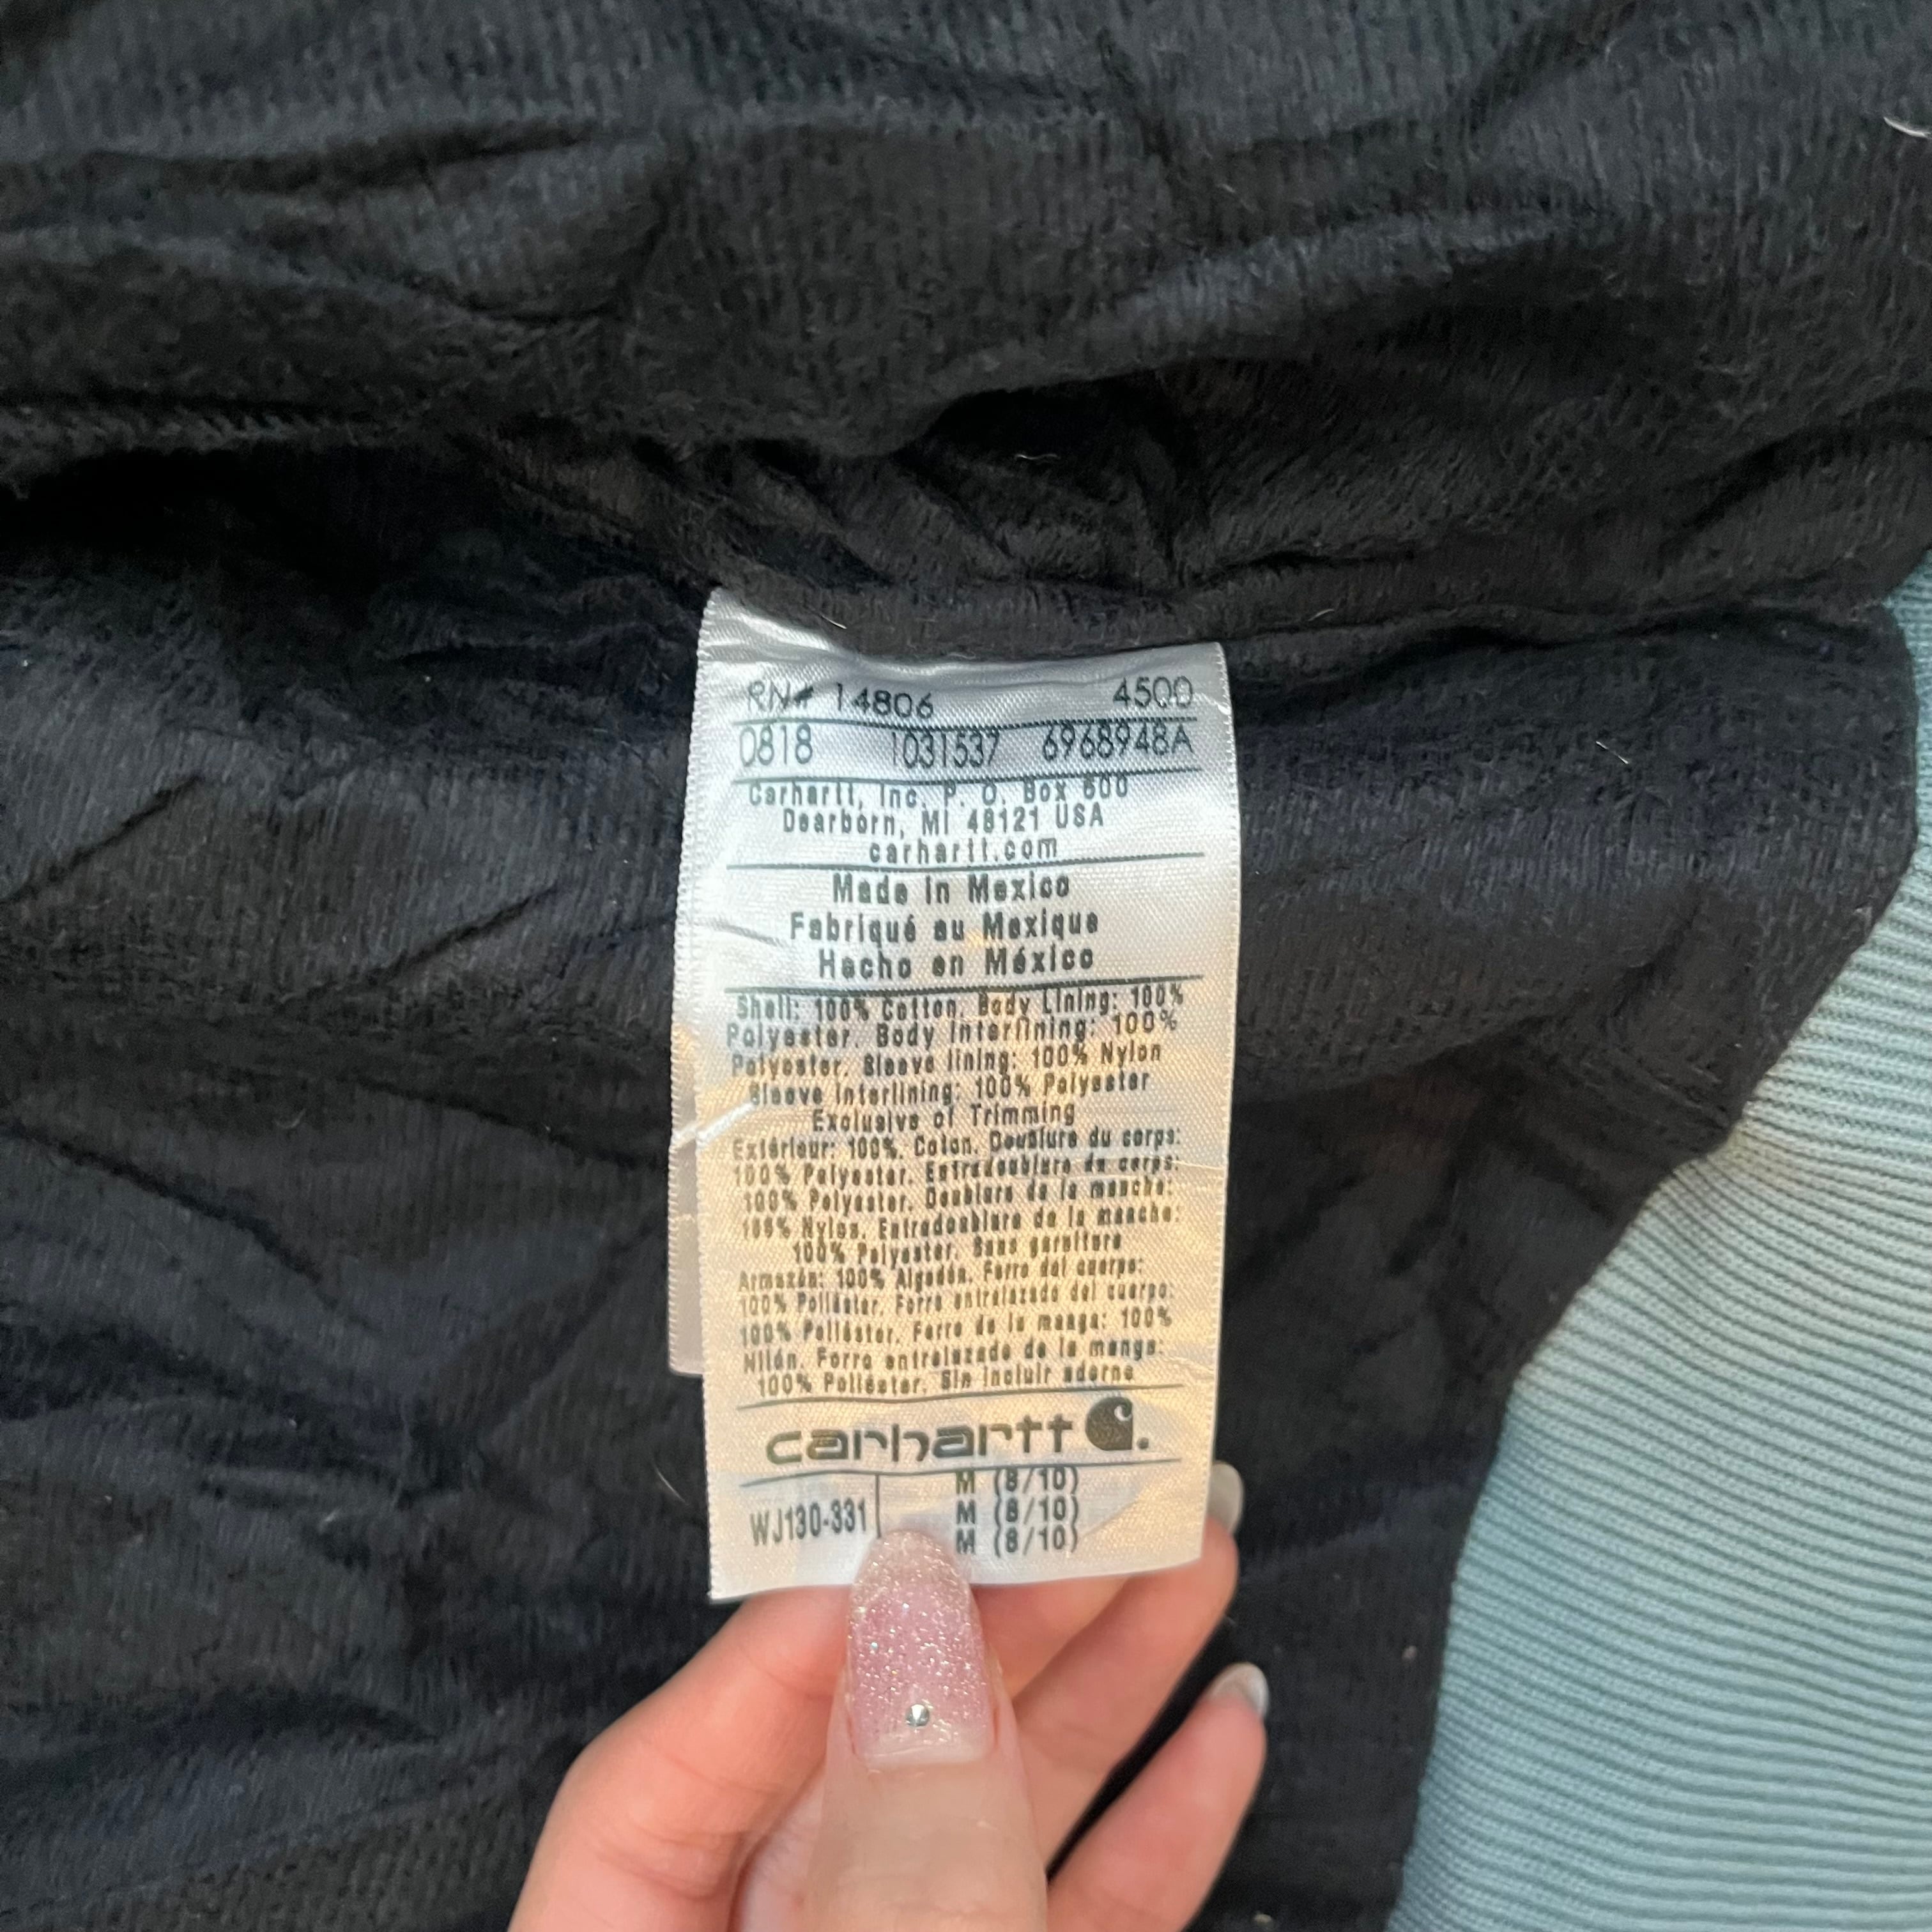 RN# 14806 4500
0818 1031537 6968948A
Carhartt, Inc. P. O. Box 600
Dearborn, MI 48121 USA
carhartt.com
Made in Mexico
Fabriqué au Mexique
Hecho en México
Shell: 100% Cotton. Body Lining: 100%
Polyester. Body Interlining: 100%
Polyester. Sleeve lining: 100% Nylon
Sleeve Interlining: 100% Polyester
Exclusive of Trimming
Extérieur: 100%. Coton. Doublure du corps:
100% Polyester. Entredoublure du corps:
100% Polyester. Doublure de la manche:
100% Nylon. Entredoublure de la manche:
100% Polyester. Sans garniture
Armazón: 100% Algodón. Forro del cuerpo:
100% Poliéster. Forro entrelazado del cuerpo:
100% Poliéster. Forro de la manga: 100%
Nilón. Forro entrelazado de la manga:
100% Poliéster. Sin incluir adorno
carhartt
M (8/10)
WJ130-331 M (8/10)
M (8/10)